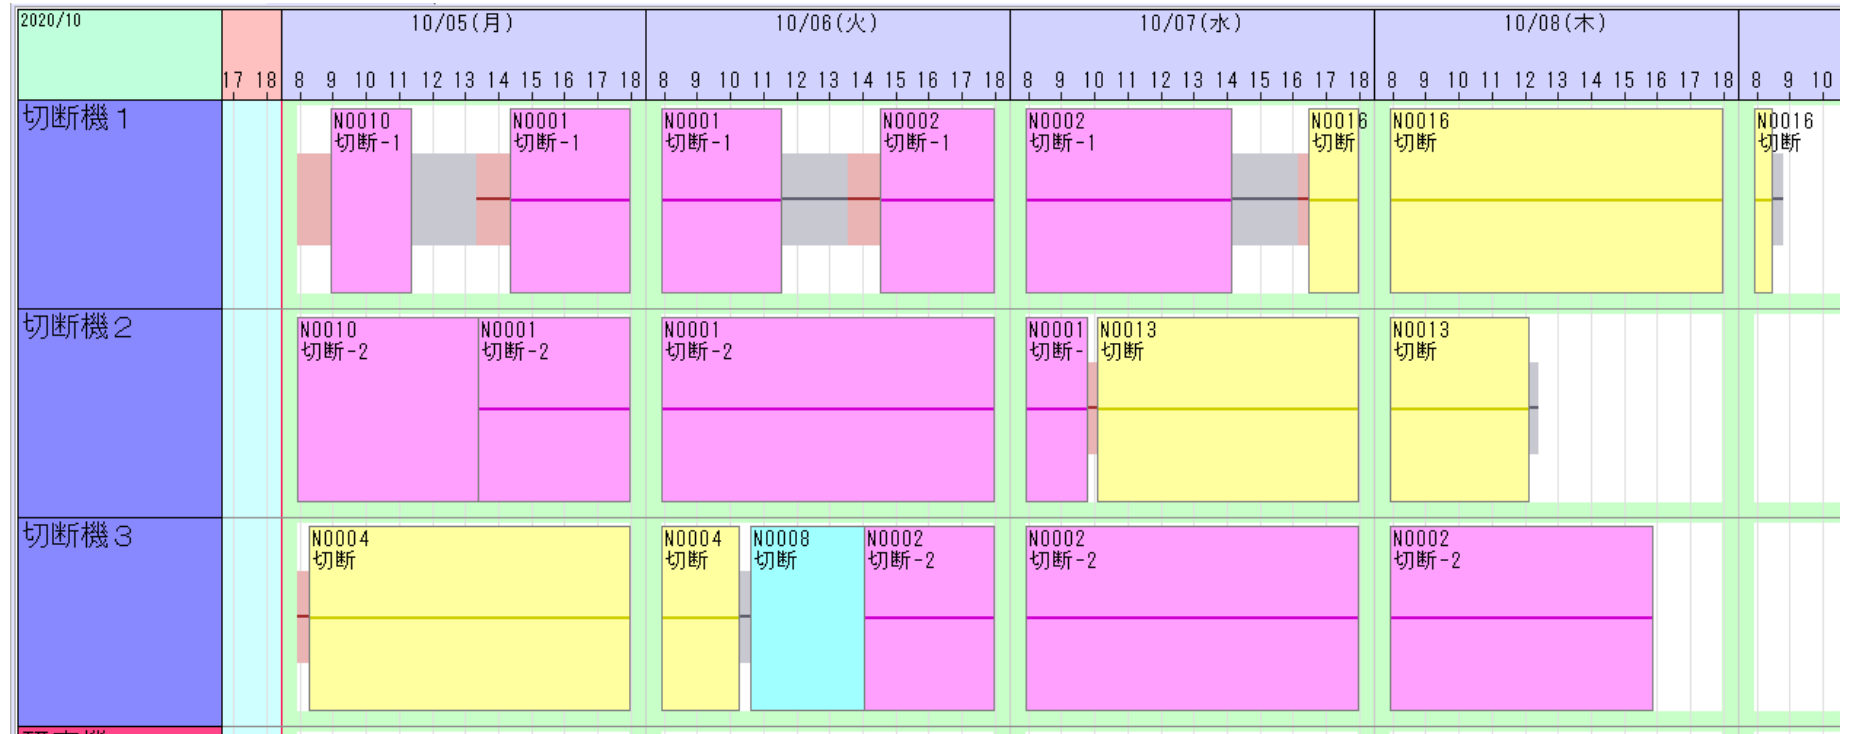 2020/10
10/05(月) 10/06(火) 10/07(水) 10/08(木)
17 18 8 9 10 11 12 13 14 15 16 17 18 8 9 10 11 12 13 14 15 16 17 18 8 9 10 11 12 13 14 15 16 17 18 8 9 10 11 12 13 14 15 16 17 18 8 9 10
切断機1
N0010 N0001 N0001 N0002 N0002 N0016 N0016 N0016
切断-1 切断-1 切断-1 切断-1 切断-1 切断 切断 切断
切断機2
N0010 N0001 N0001 N0001 N0013 N0013
切断-2 切断-2 切断-2 切断- 切断 切断
切断機3
N0004 N0004 N0008 N0002 N0002 N0002
切断 切断 切断 切断-2 切断-2 切断-2